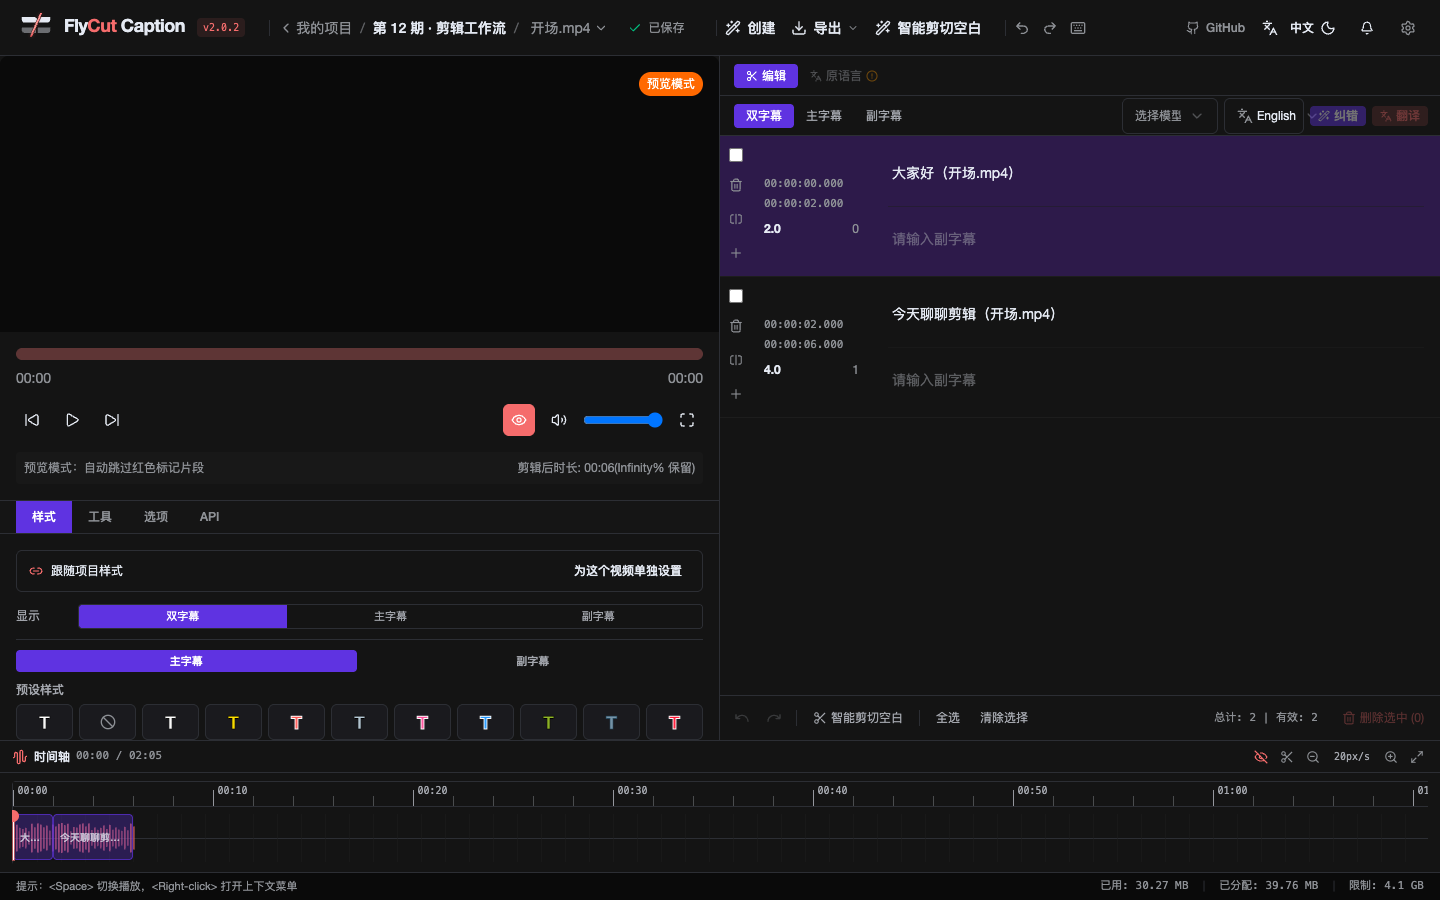 FlyCut Caption v2.0.2 我的项目 / 第 12 期 · 剪辑工作流 / 开场.mp4 已保存 创建 导出 智能剪切空白 GitHub 中文
预览模式
编辑 原语言
双字幕 主字幕 副字幕 选择模型 English 纠错 翻译
大家好（开场.mp4）
00:00:00.000
00:00:02.000
2.0 0
请输入副字幕
今天聊聊剪辑（开场.mp4）
00:00:02.000
00:00:06.000
4.0 1
请输入副字幕
00:00 00:00
预览模式：自动跳过红色标记片段 剪辑后时长: 00:06(Infinity% 保留)
样式 工具 选项 API
跟随项目样式 为这个视频单独设置
显示 双字幕 主字幕 副字幕
主字幕 副字幕
预设样式
T T T T T T T T T T
智能剪切空白 全选 清除选择 总计: 2 | 有效: 2 删除选中 (0)
时间轴 00:00 / 02:05 20px/s
00:00 00:10 00:20 00:30 00:40 00:50 01:00 01
大... 今天聊聊剪...
提示：<Space> 切换播放，<Right-click> 打开上下文菜单 已用: 30.27 MB 已分配: 39.76 MB 限制: 4.1 GB